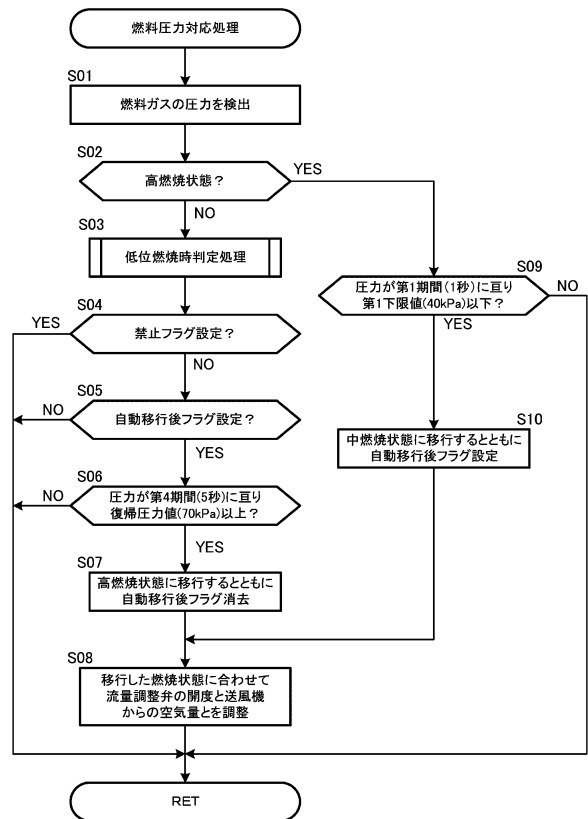 燃料圧力対応処理
S01
燃料ガスの圧力を検出
S02
高燃焼状態？
YES
NO
S03
低位燃焼時判定処理
S04
YES
禁止フラグ設定？
NO
S05
NO
自動移行後フラグ設定？
YES
S06
NO
圧力が第4期間(5秒)に亘り
復帰圧力値(70kPa)以上？
YES
S07
高燃焼状態に移行するとともに
自動移行後フラグ消去
S08
移行した燃焼状態に合わせて
流量調整弁の開度と送風機
からの空気量とを調整
S09
圧力が第1期間(1秒)に亘り
第1下限値(40kPa)以下？
NO
YES
S10
中燃焼状態に移行するとともに
自動移行後フラグ設定
RET